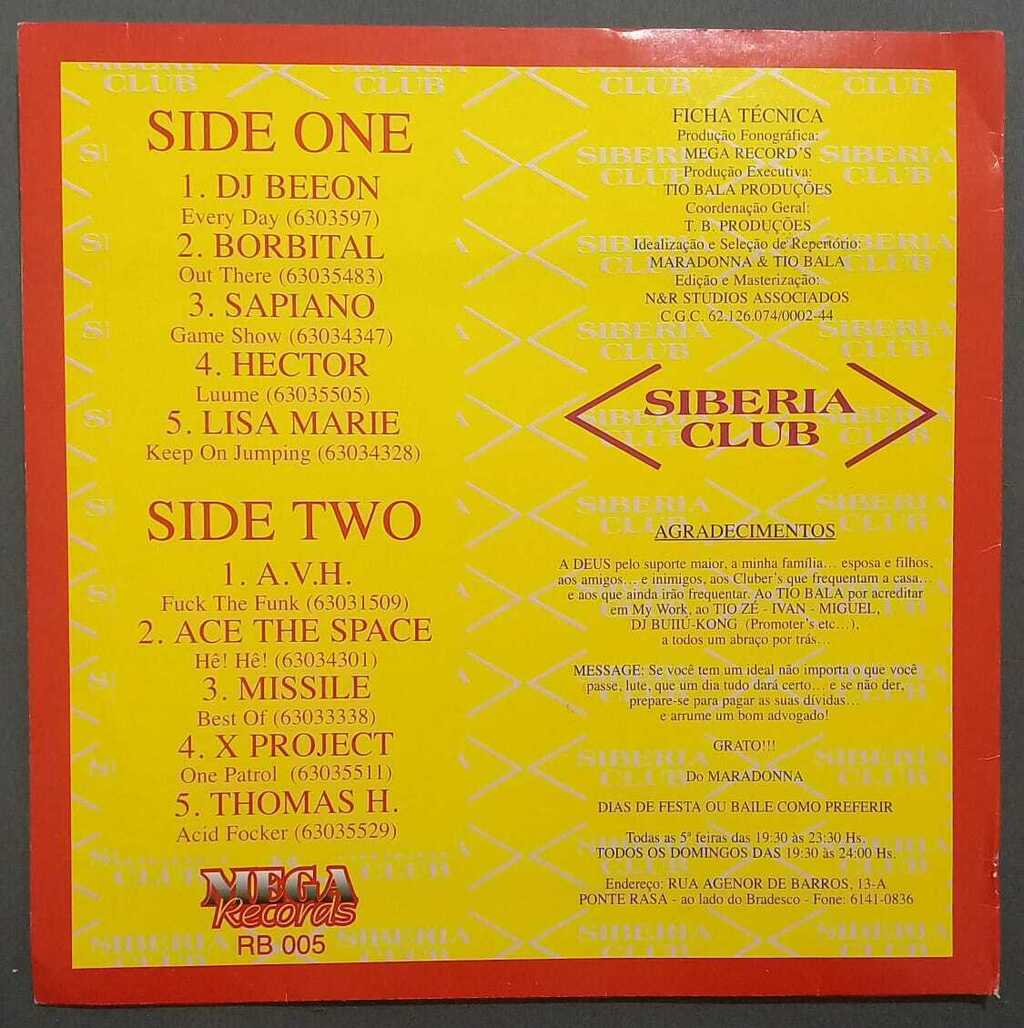 SIDE ONE
1. DJ BEEON
Every Day (6303597)
2. BORBITAL
Out There (63035483)
3. SAPIANO
Game Show (63034347)
4. HECTOR
Luume (63035505)
5. LISA MARIE
Keep On Jumping (63034328)
SIDE TWO
1. A.V.H.
Fuck The Funk (63031509)
2. ACE THE SPACE
Hê! Hê! (63034301)
3. MISSILE
Best Of (63033338)
4. X PROJECT
One Patrol (63035511)
5. THOMAS H.
Acid Focker (63035529)
MEGA
Records
RB 005
FICHA TÉCNICA
Produção Fonográfica:
MEGA RECORD'S
Produção Executiva:
TIO BALA PRODUÇÕES
Coordenação Geral:
T. B. PRODUÇÕES
Idealização e Seleção de Repertório:
MARADONNA & TIO BALA
Edição e Masterização:
N&R STUDIOS ASSOCIADOS
C.G.C. 62.126.074/0002-44
SIBERIA
CLUB
AGRADECIMENTOS
A DEUS pelo suporte maior, a minha família... esposa e filhos,
aos amigos... e inimigos, aos Cluber's que frequentam a casa...
e aos que ainda irão frequentar. Ao TIO BALA por acreditar
em My Work, ao TIO ZÉ - IVAN - MIGUEL,
DJ BUIIÚ-KONG (Promoter's etc...),
a todos um abraço por trás...
MESSAGE: Se você tem um ideal não importa o que você
passe, lute, que um dia tudo dará certo... e se não der,
prepare-se para pagar as suas dívidas...
e arrume um bom advogado!
GRATO!!!
Do MARADONNA
DIAS DE FESTA OU BAILE COMO PREFERIR
Todas as 5ª feiras das 19:30 às 23:30 Hs.
TODOS OS DOMINGOS DAS 19:30 às 24:00 Hs.
Endereço: RUA AGENOR DE BARROS, 13-A
PONTE RASA - ao lado do Bradesco - Fone: 6141-0836